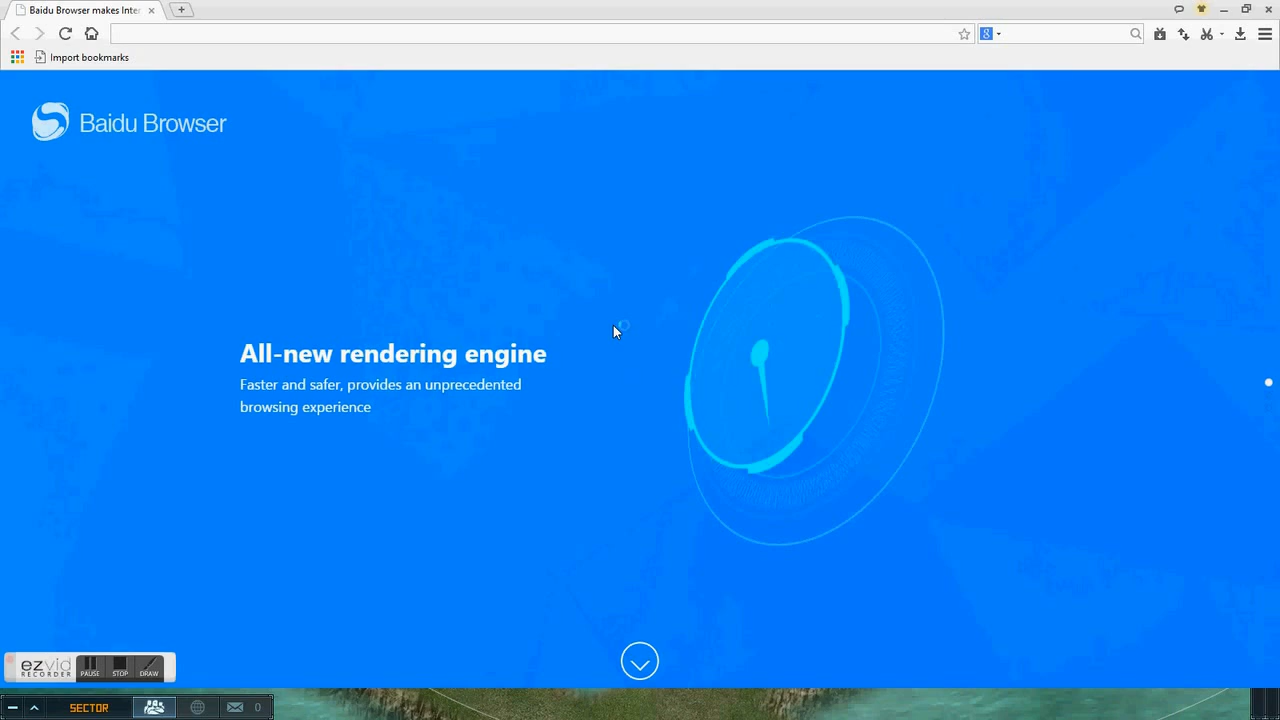 Baidu Browser makes Inter
Import bookmarks
Baidu Browser
All-new rendering engine
Faster and safer, provides an unprecedented
browsing experience
ezvid
RECORDER
PAUSE
STOP
DRAW
SECTOR
0